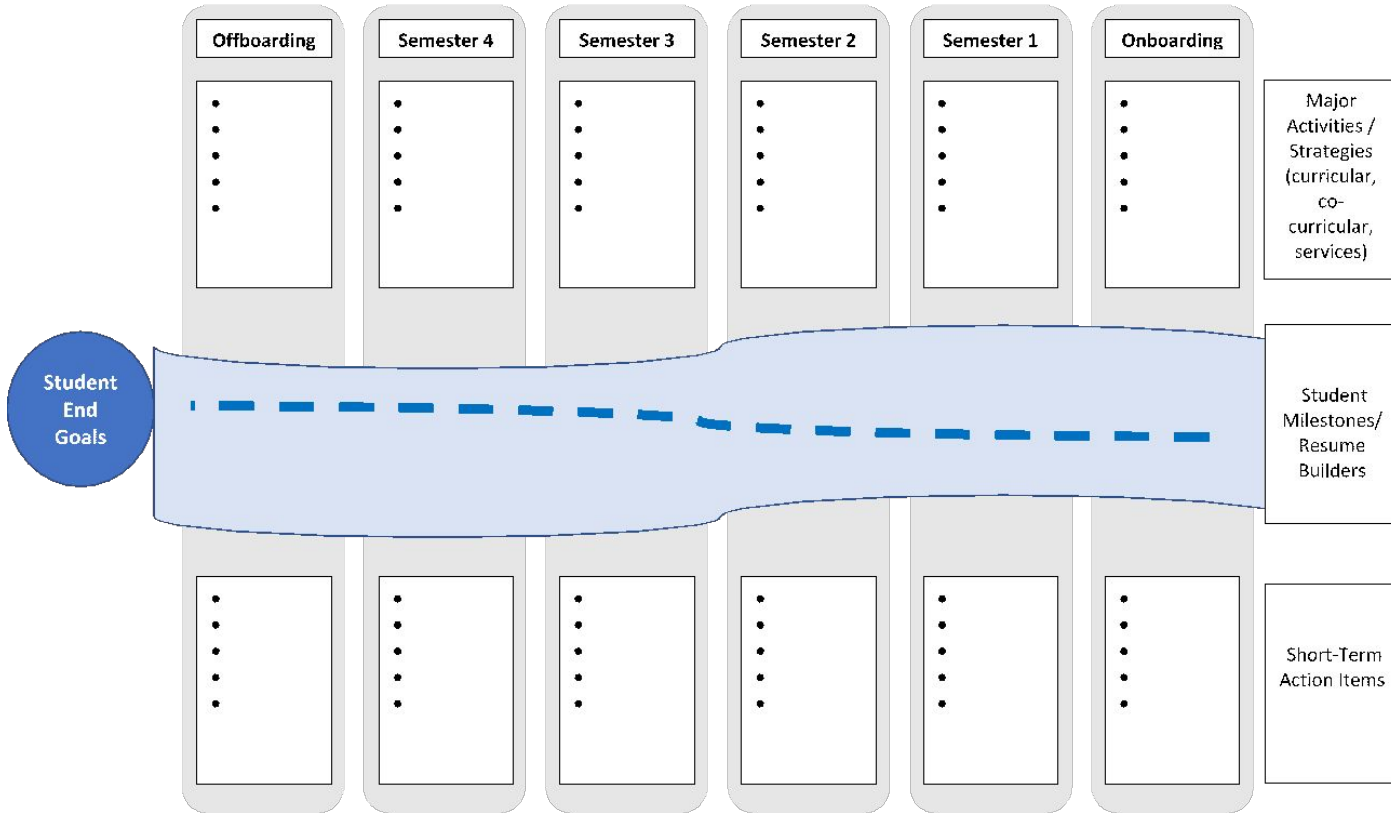 Offboarding
Semester 4
Semester 3
Semester 2
Semester 1
Onboarding
Major
Activities /
Strategies
(curricular,
co-
curricular,
services)
Student
End
Goals
Student
Milestones/
Resume
Builders
Short-Term
Action Items